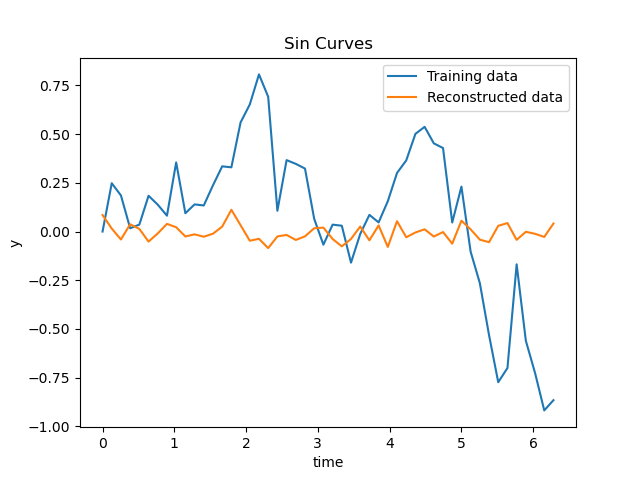 Sin Curves
Training data
Reconstructed data
0.75
0.50
0.25
0.00
−0.25
−0.50
−0.75
−1.00
y
0 1 2 3 4 5 6
time